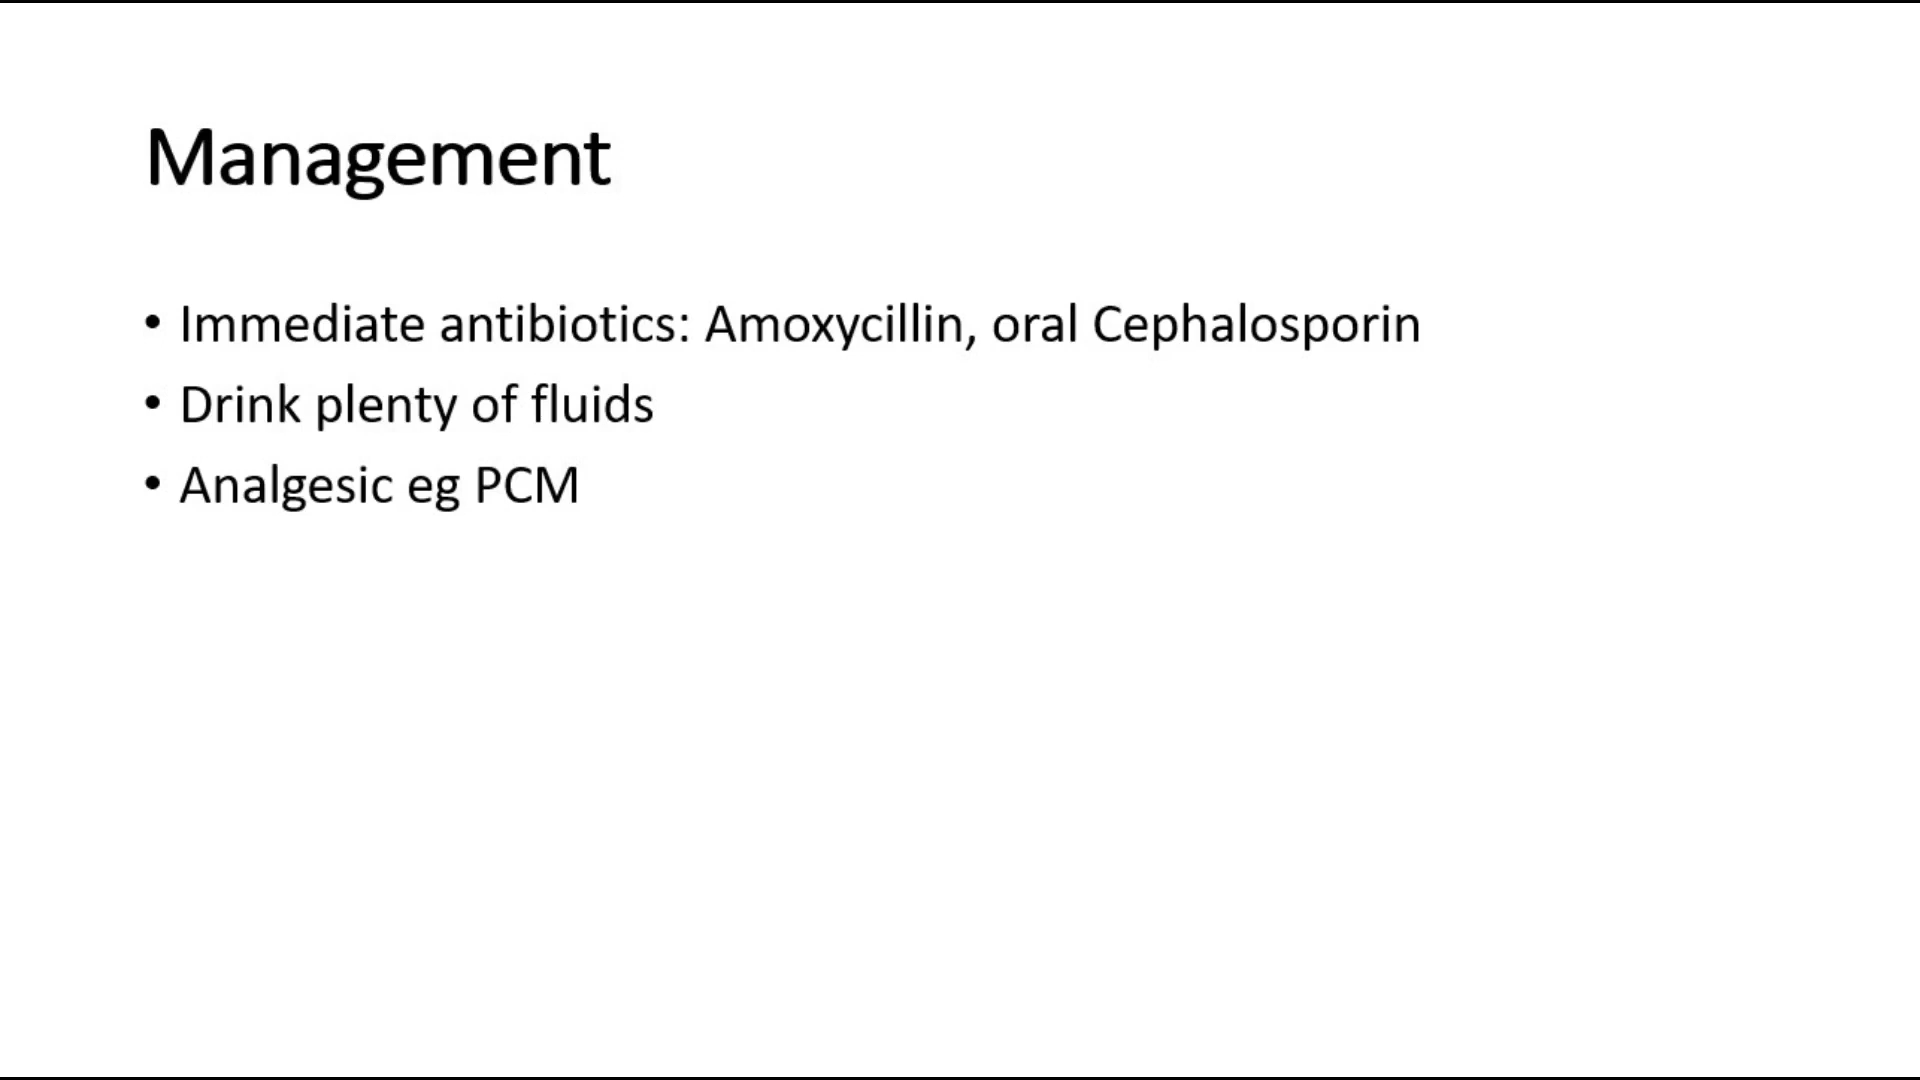 Management
• Immediate antibiotics: Amoxycillin, oral Cephalosporin
• Drink plenty of fluids
• Analgesic eg PCM